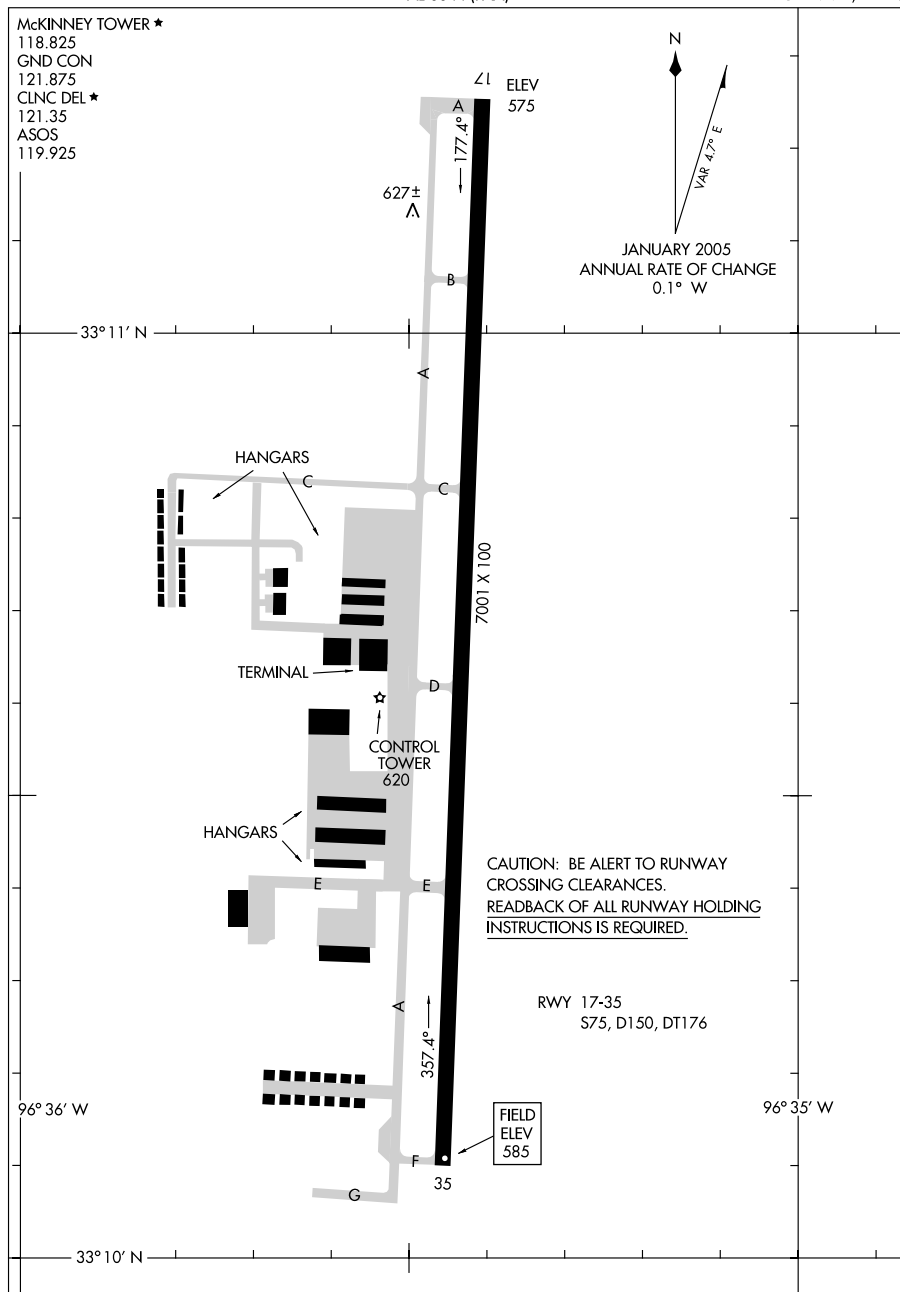 McKINNEY TOWER ★
118.825
GND CON
121.875
CLNC DEL ★
121.35
ASOS
119.925
17
ELEV
575
A
177.4°
627±
N
VAR 4.7° E
JANUARY 2005
ANNUAL RATE OF CHANGE
0.1° W
B
33°11' N
A
HANGARS
C
C
7001 X 100
TERMINAL
D
CONTROL
TOWER
620
HANGARS
E
E
CAUTION: BE ALERT TO RUNWAY
CROSSING CLEARANCES.
READBACK OF ALL RUNWAY HOLDING
INSTRUCTIONS IS REQUIRED.
A
357.4°
RWY 17-35
S75, D150, DT176
96°36' W
96°35' W
FIELD
ELEV
585
F
35
G
33°10' N